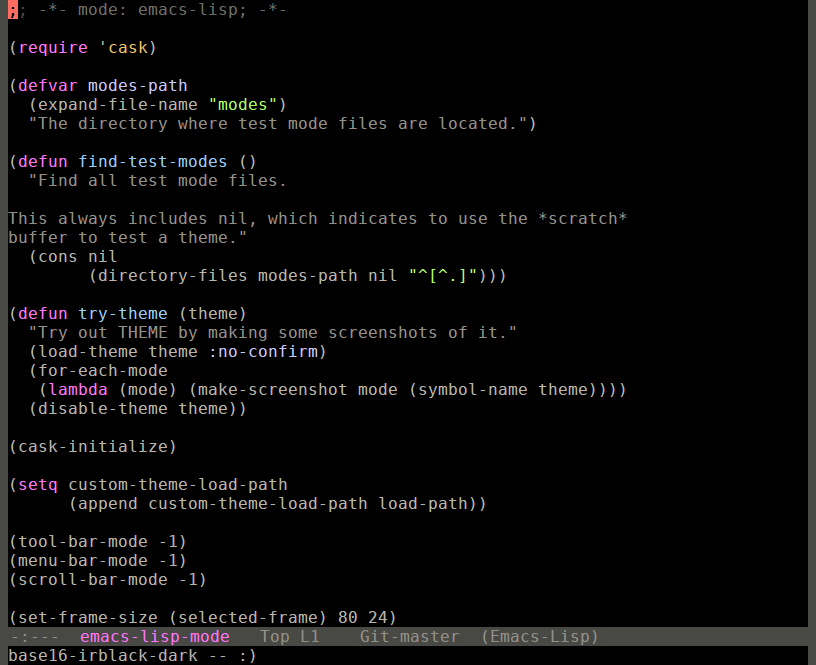 ;; -*- mode: emacs-lisp; -*-

(require 'cask)

(defvar modes-path
  (expand-file-name "modes")
  "The directory where test mode files are located.")

(defun find-test-modes ()
  "Find all test mode files.

This always includes nil, which indicates to use the *scratch*
buffer to test a theme."
  (cons nil
        (directory-files modes-path nil "^[^.]")))

(defun try-theme (theme)
  "Try out THEME by making some screenshots of it."
  (load-theme theme :no-confirm)
  (for-each-mode
   (lambda (mode) (make-screenshot mode (symbol-name theme))))
  (disable-theme theme))

(cask-initialize)

(setq custom-theme-load-path
      (append custom-theme-load-path load-path))

(tool-bar-mode -1)
(menu-bar-mode -1)
(scroll-bar-mode -1)

(set-frame-size (selected-frame) 80 24)
-:---  emacs-lisp-mode   Top L1    Git-master  (Emacs-Lisp)
base16-irblack-dark -- :)